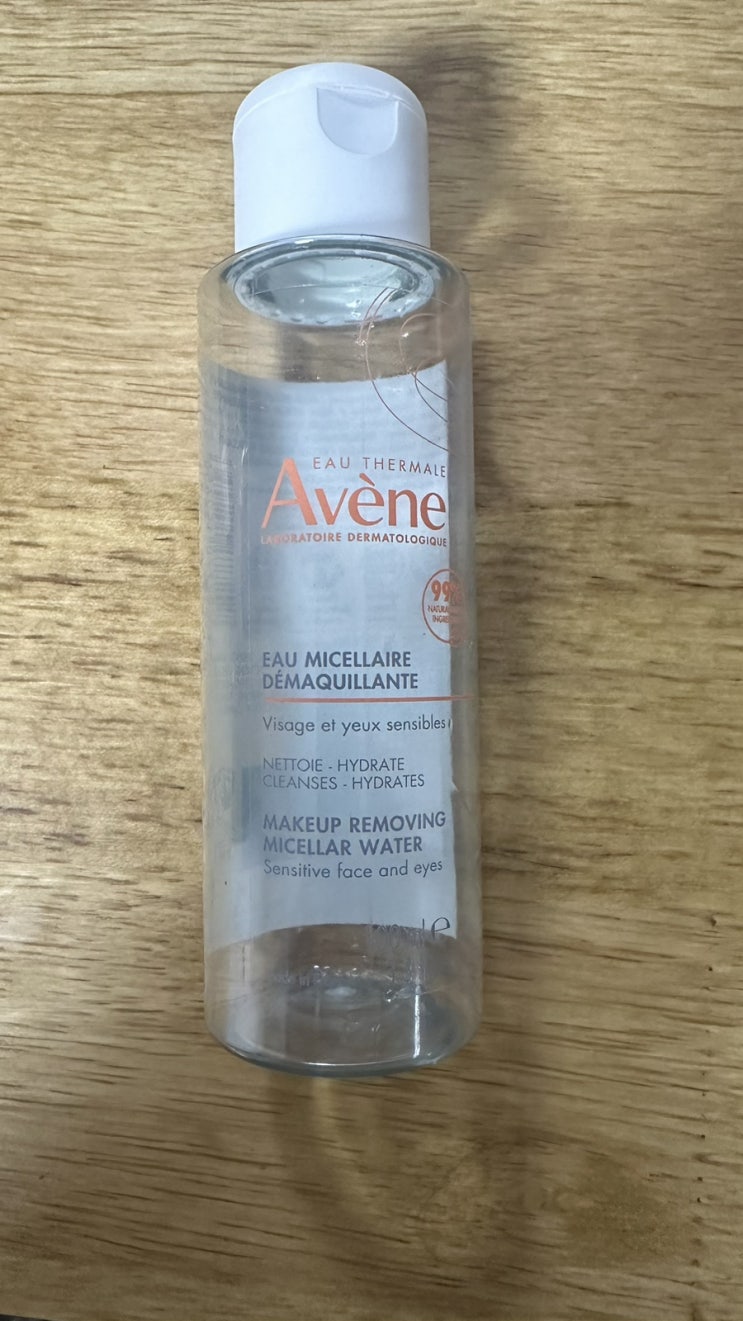 EAU THERMALE
Avène
LABORATOIRE DERMATOLOGIQUE
EAU MICELLAIRE
DÉMAQUILLANTE
Visage et yeux sensibles
NETTOIE - HYDRATE
CLEANSES - HYDRATES
MAKEUP REMOVING
MICELLAR WATER
Sensitive face and eyes